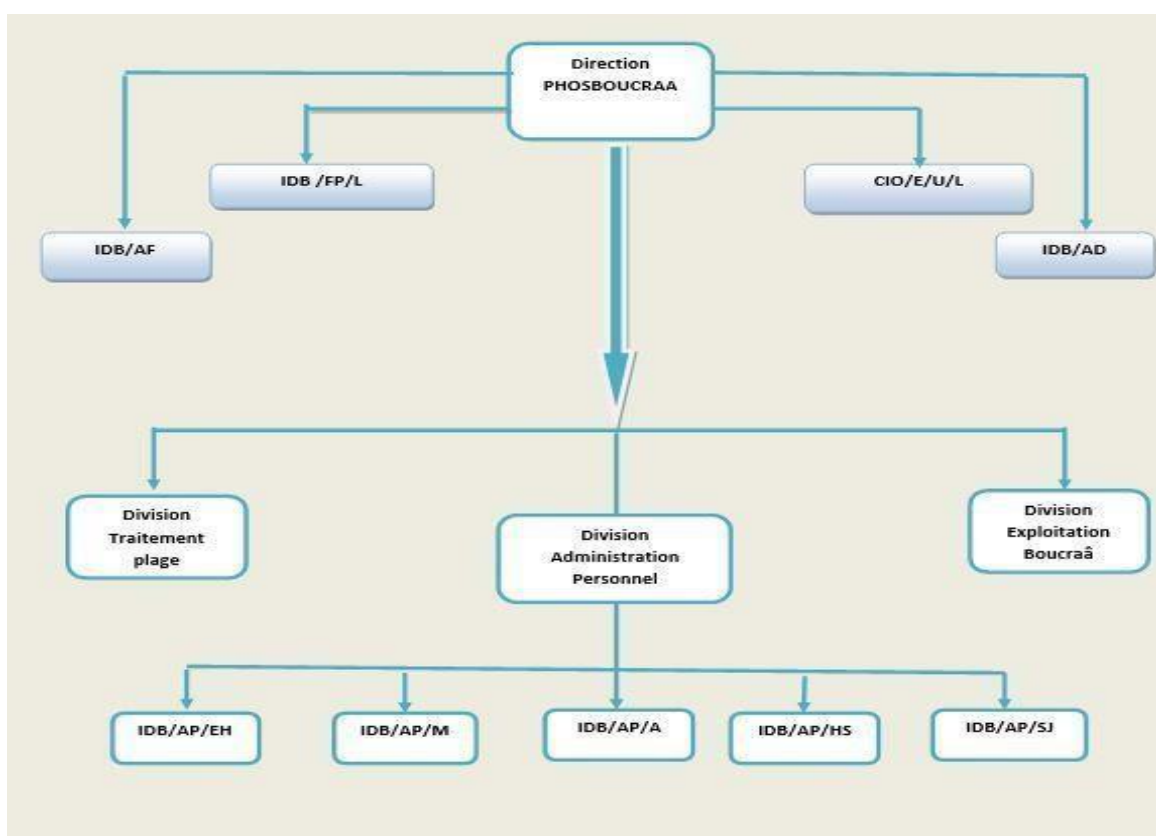 Direction
PHOSBOUCRAA
IDB /FP/L
CIO/E/U/L
IDB/AF
IDB/AD
Division
Traitement
plage
Division
Administration
Personnel
Division
Exploitation
Boucraâ
IDB/AP/EH
IDB/AP/M
IDB/AP/A
IDB/AP/HS
IDB/AP/SJ